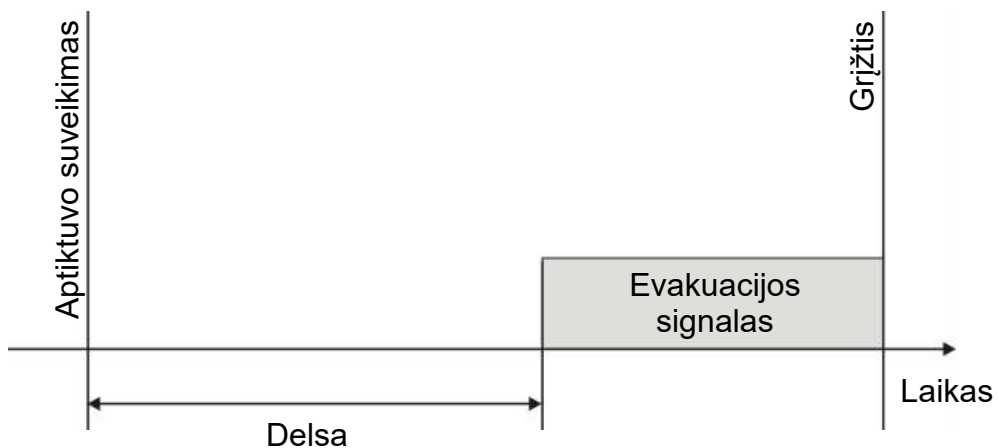 Aptiktuvo suveikimas
Grįžtis
Evakuacijos
signalas
Laikas
Delsa